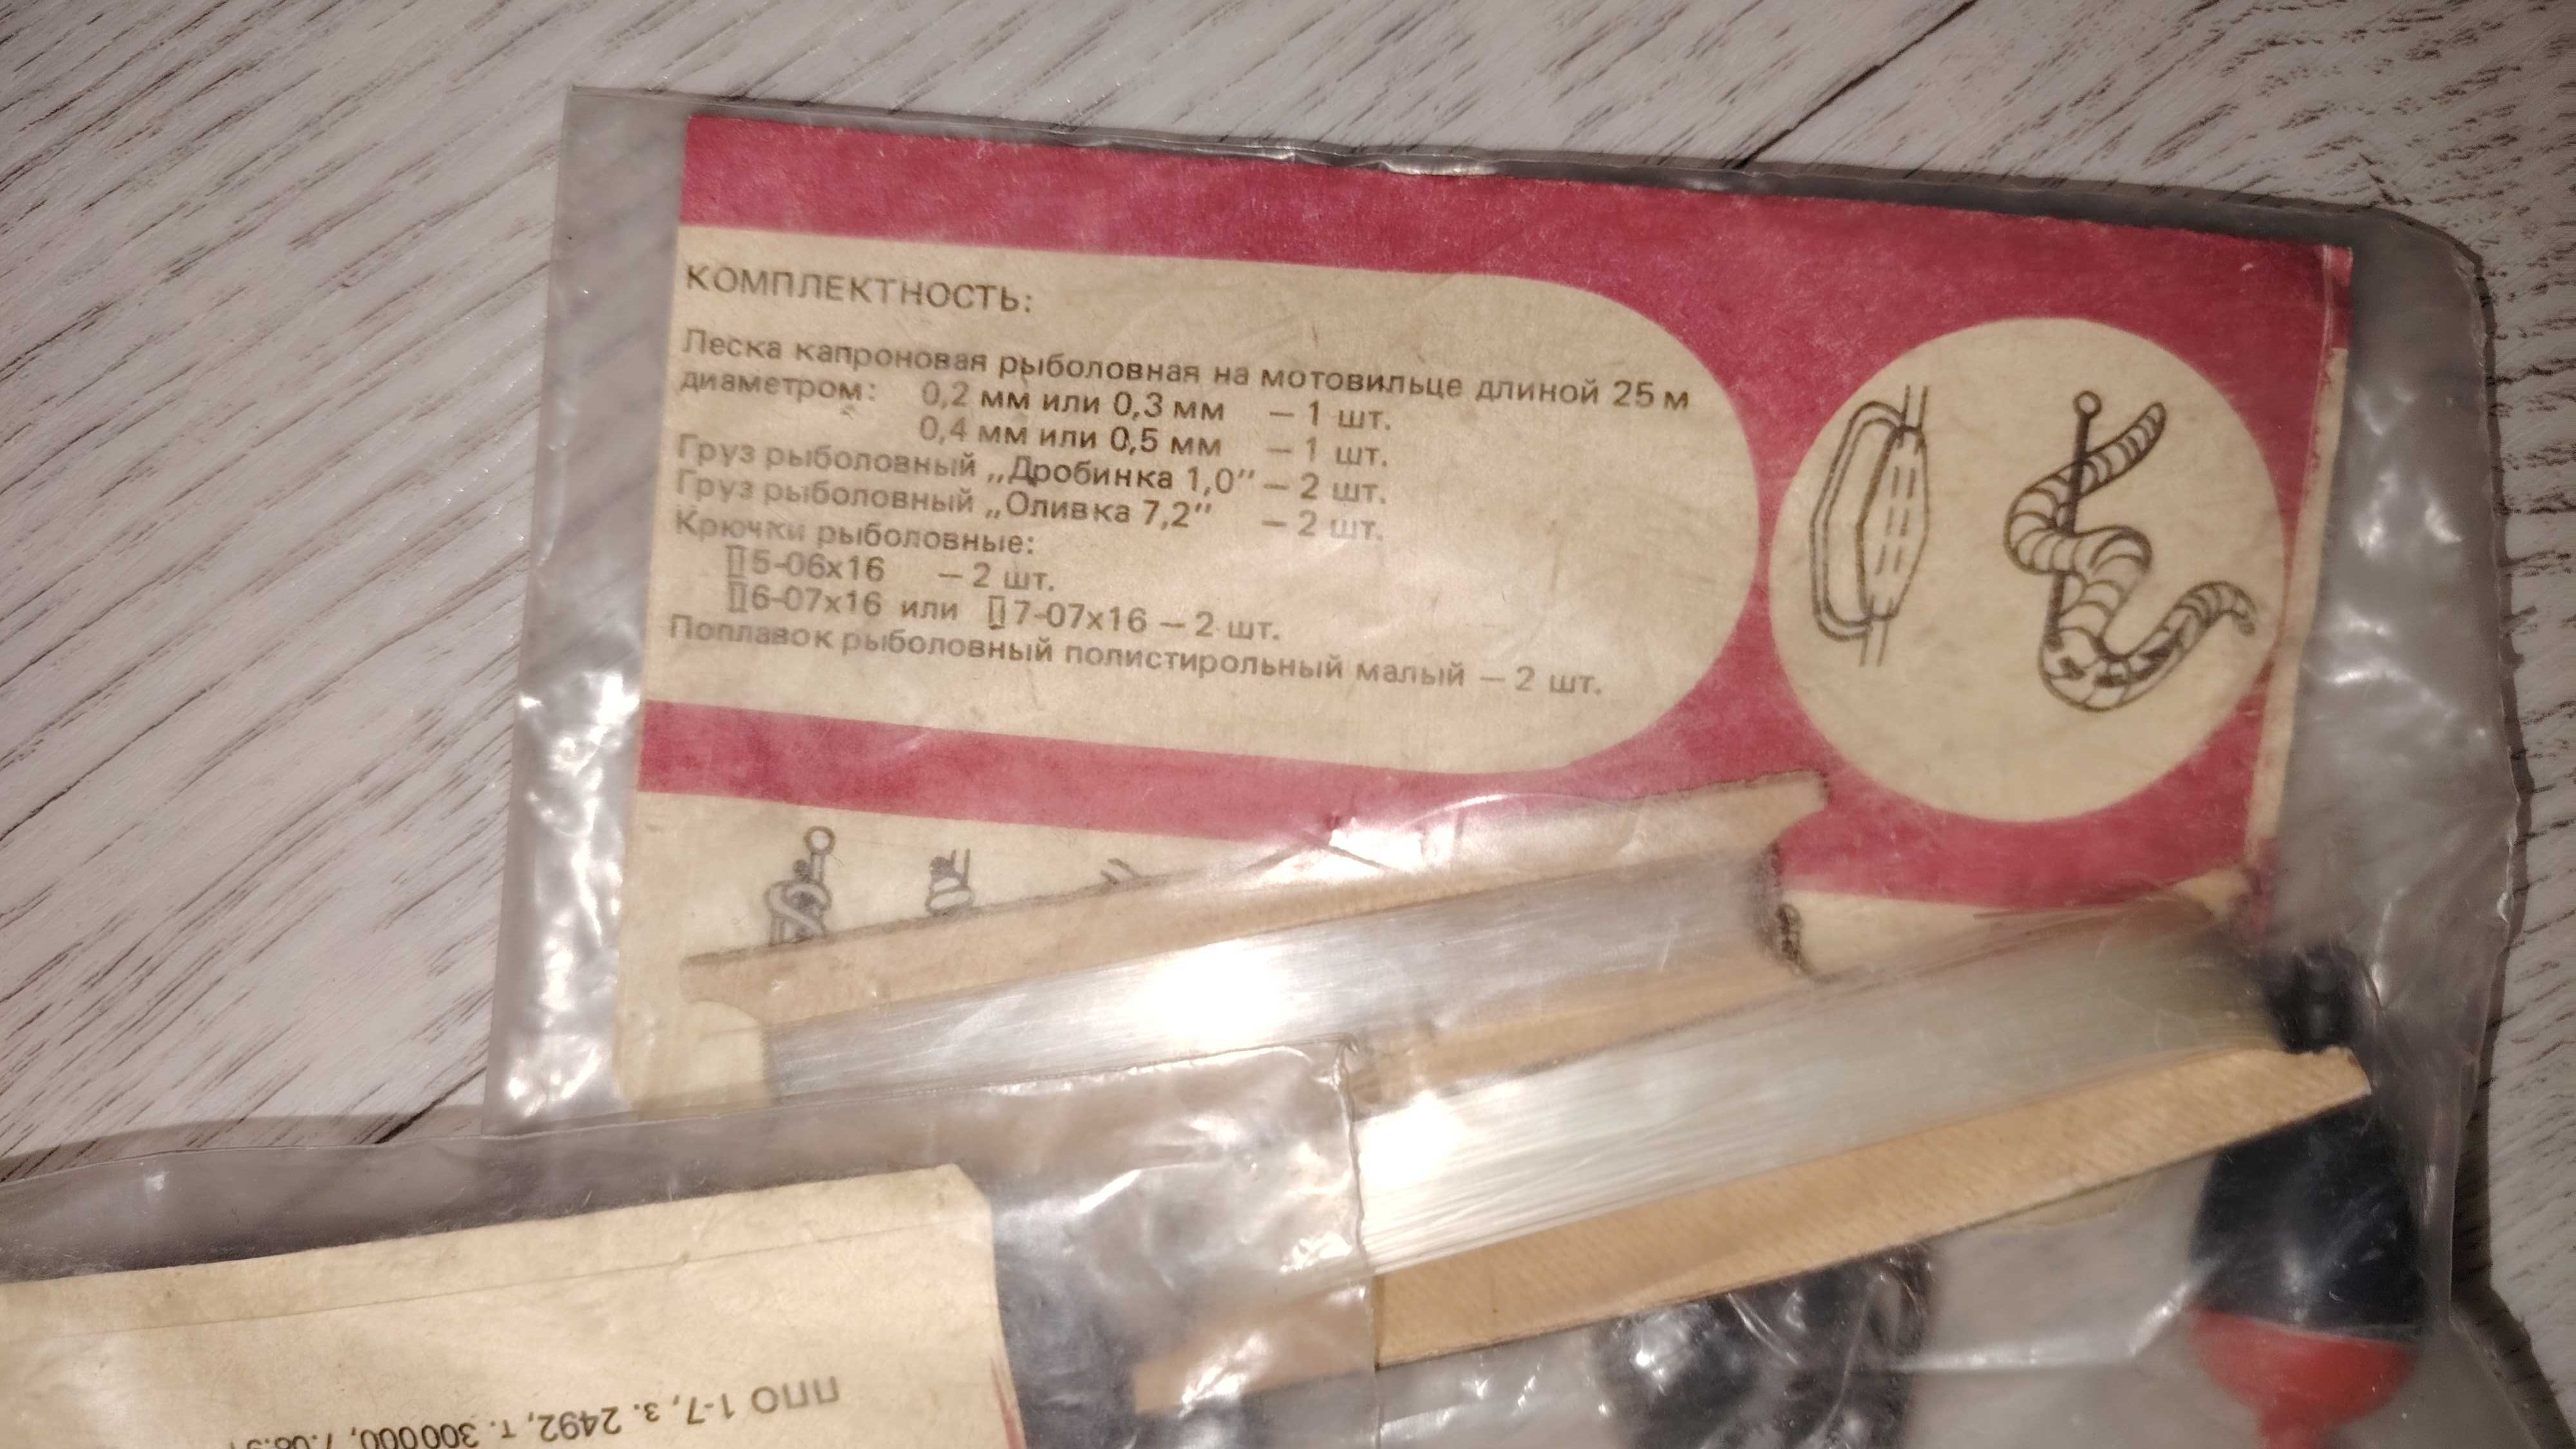 КОМПЛЕКТНОСТЬ:
Леска капроновая рыболовная на мотовильце длиной 25 м
диаметром: 0,2 мм или 0,3 мм — 1 шт.
0,4 мм или 0,5 мм — 1 шт.
Груз рыболовный „Дробинка 1,0” — 2 шт.
Груз рыболовный „Оливка 7,2” — 2 шт.
Крючки рыболовные:
П5-06х16 — 2 шт.
П6-07х16 или П7-07х16 — 2 шт.
Поплавок рыболовный полистирольный малый — 2 шт.
ППО 1-7, з. 2492, т. 300000,